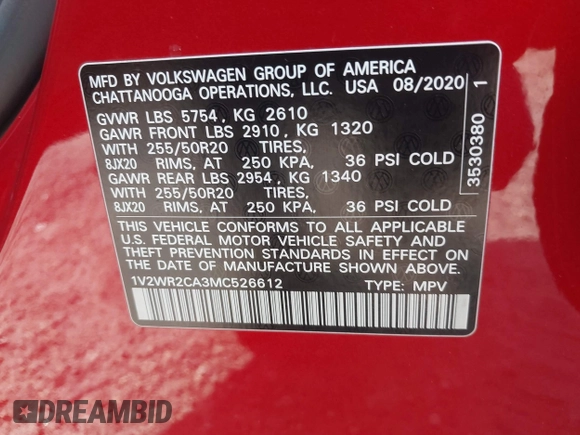 MFD BY VOLKSWAGEN GROUP OF AMERICA
CHATTANOOGA OPERATIONS, LLC. USA 08/2020
GVWR LBS 5754 , KG 2610
GAWR FRONT LBS 2910 , KG 1320
WITH 255/50R20 TIRES,
8JX20 RIMS, AT 250 KPA, 36 PSI COLD
GAWR REAR LBS 2954 , KG 1340
WITH 255/50R20 TIRES,
8JX20 RIMS, AT 250 KPA, 36 PSI COLD
THIS VEHICLE CONFORMS TO ALL APPLICABLE
U.S. FEDERAL MOTOR VEHICLE SAFETY AND
THEFT PREVENTION STANDARDS IN EFFECT ON
THE DATE OF MANUFACTURE SHOWN ABOVE.
1V2WR2CA3MC526612 TYPE: MPV
3530380 1
DREAMBID